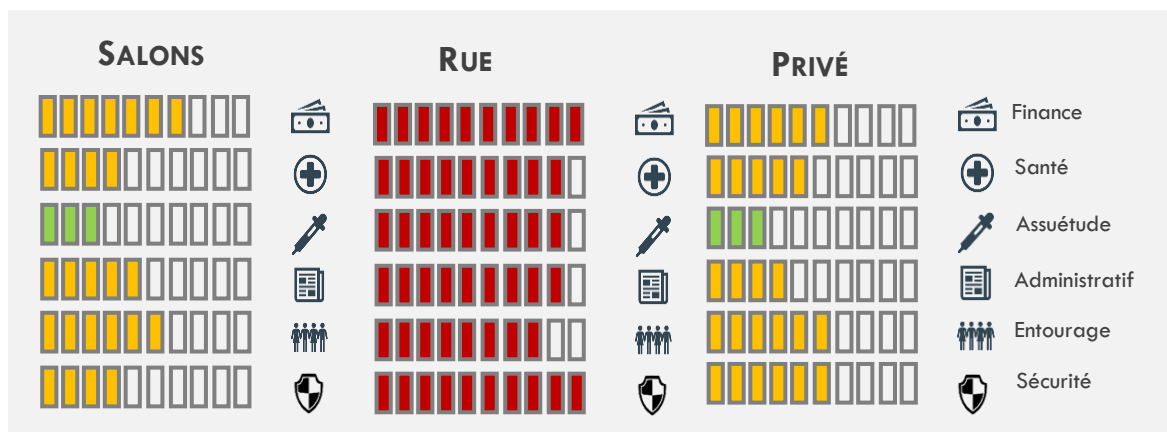 SALONS
RUE
PRIVÉ
Finance
Santé
Assuétude
Administratif
Entourage
Sécurité